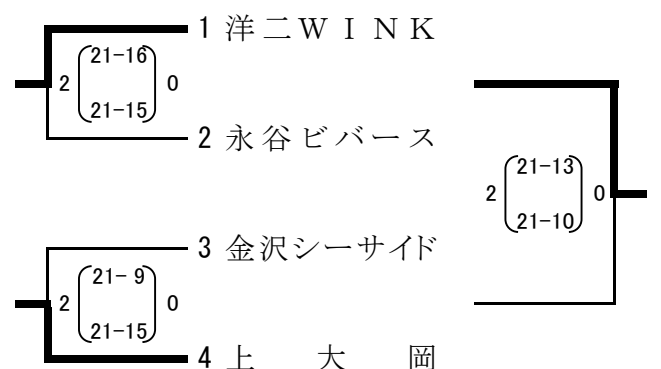 1 洋二ＷＩＮＫ
2 (21-16 21-15) 0
2 永谷ビバース
2 (21-13 21-10) 0
3 金沢シーサイド
2 (21- 9 21-15) 0
4 上大岡